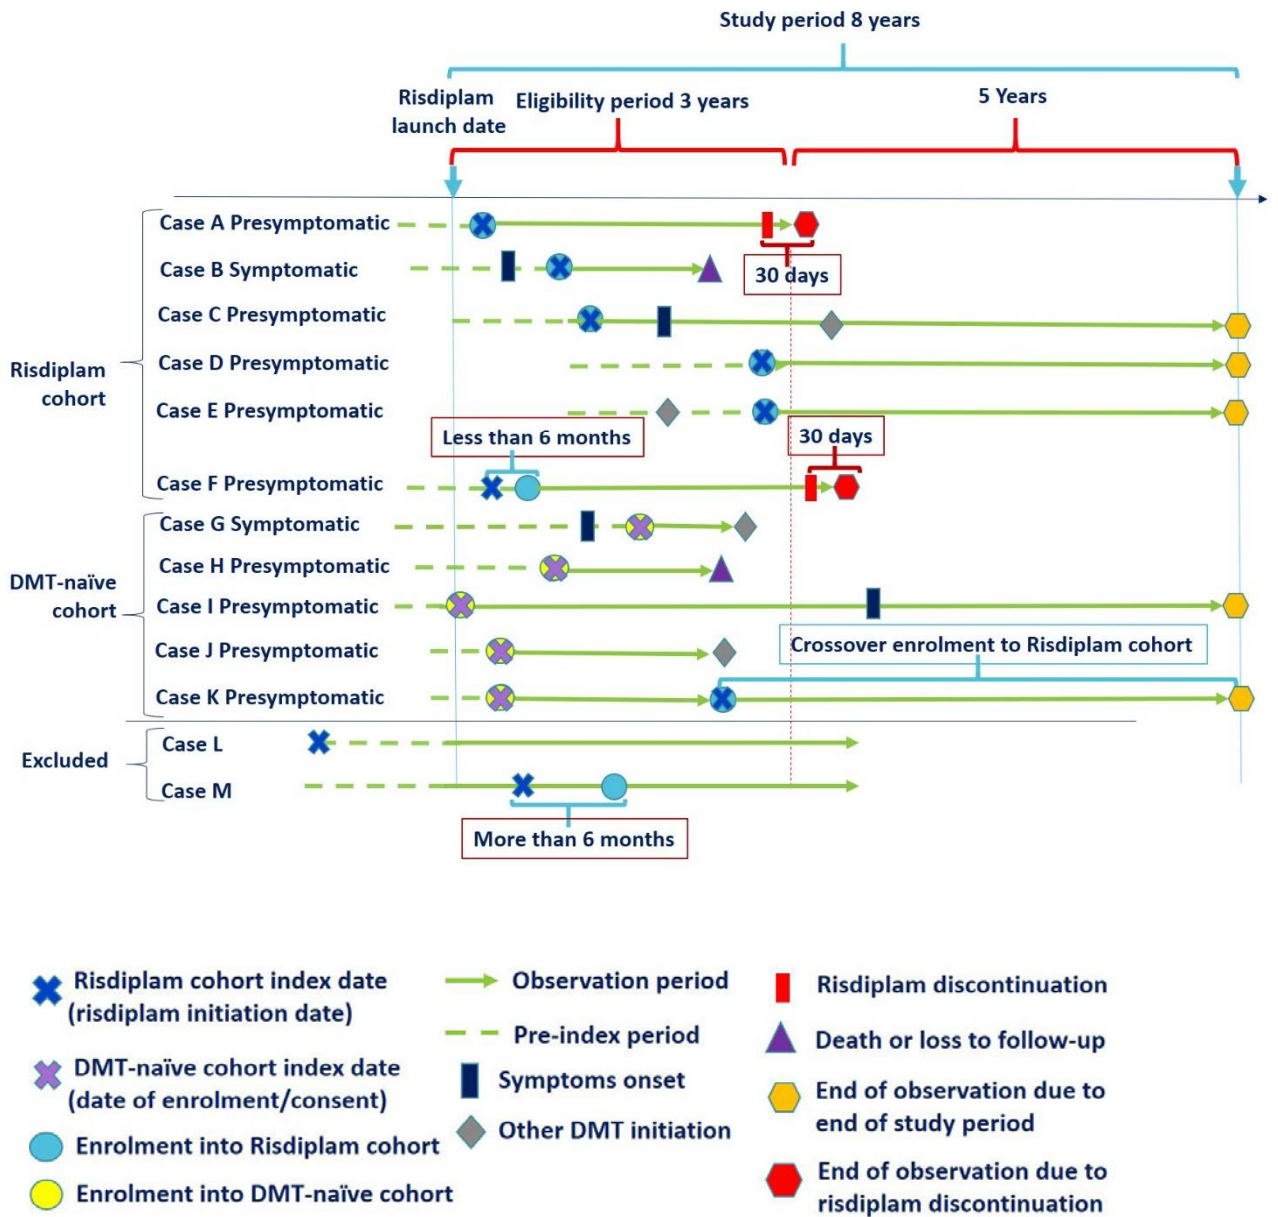 Study period 8 years
Risdiplam
launch date
Eligibility period 3 years
5 Years
Risdiplam
cohort
Case A Presymptomatic
30 days
Case B Symptomatic
Case C Presymptomatic
Case D Presymptomatic
Case E Presymptomatic
Less than 6 months
30 days
Case F Presymptomatic
DMT-naïve
cohort
Case G Symptomatic
Case H Presymptomatic
Case I Presymptomatic
Crossover enrolment to Risdiplam cohort
Case J Presymptomatic
Case K Presymptomatic
Excluded
Case L
Case M
More than 6 months
Risdiplam cohort index date
(risdiplam initiation date)
DMT-naïve cohort index date
(date of enrolment/consent)
Enrolment into Risdiplam cohort
Enrolment into DMT-naïve cohort
Observation period
Pre-index period
Symptoms onset
Other DMT initiation
Risdiplam discontinuation
Death or loss to follow-up
End of observation due to
end of study period
End of observation due to
risdiplam discontinuation